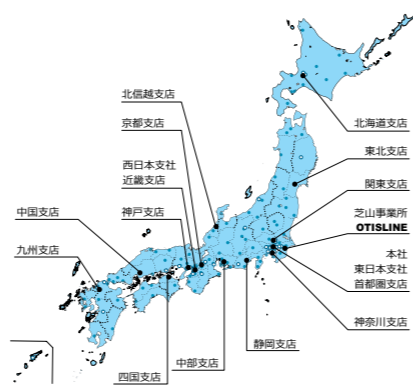 北信越支店
京都支店
西日本支社
近畿支店
神戸支店
中国支店
九州支店
四国支店
中部支店
静岡支店
北海道支店
東北支店
関東支店
芝山事業所
OTISLINE
本社
東日本支社
首都圏支店
神奈川支店